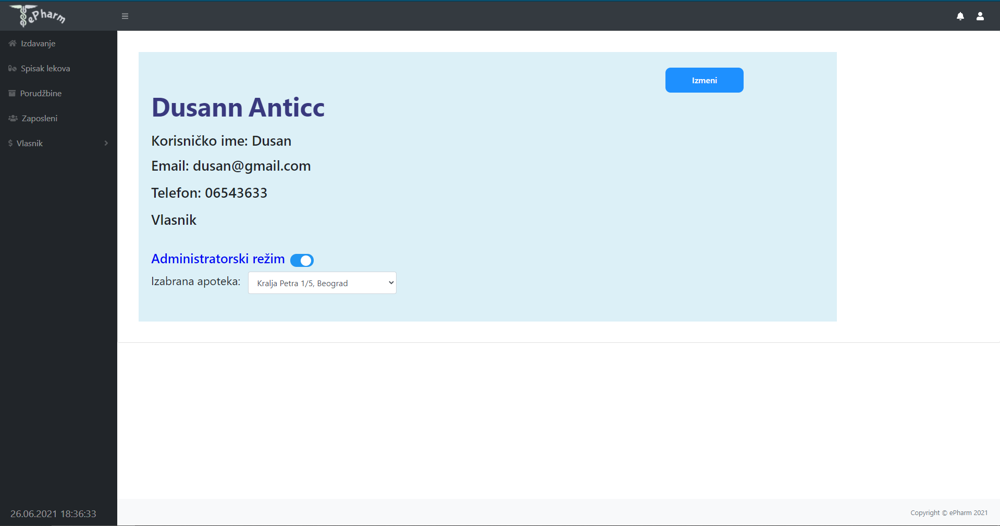 ePharm
Izdavanje
Spisak lekova
Porudžbine
Zaposleni
$ Vlasnik
Izmeni
Dusann Anticc
Korisničko ime: Dusan
Email: dusan@gmail.com
Telefon: 06543633
Vlasnik
Administratorski režim
Izabrana apoteka: Kralja Petra 1/5, Beograd
26.06.2021 18:36:33
Copyright © ePharm 2021